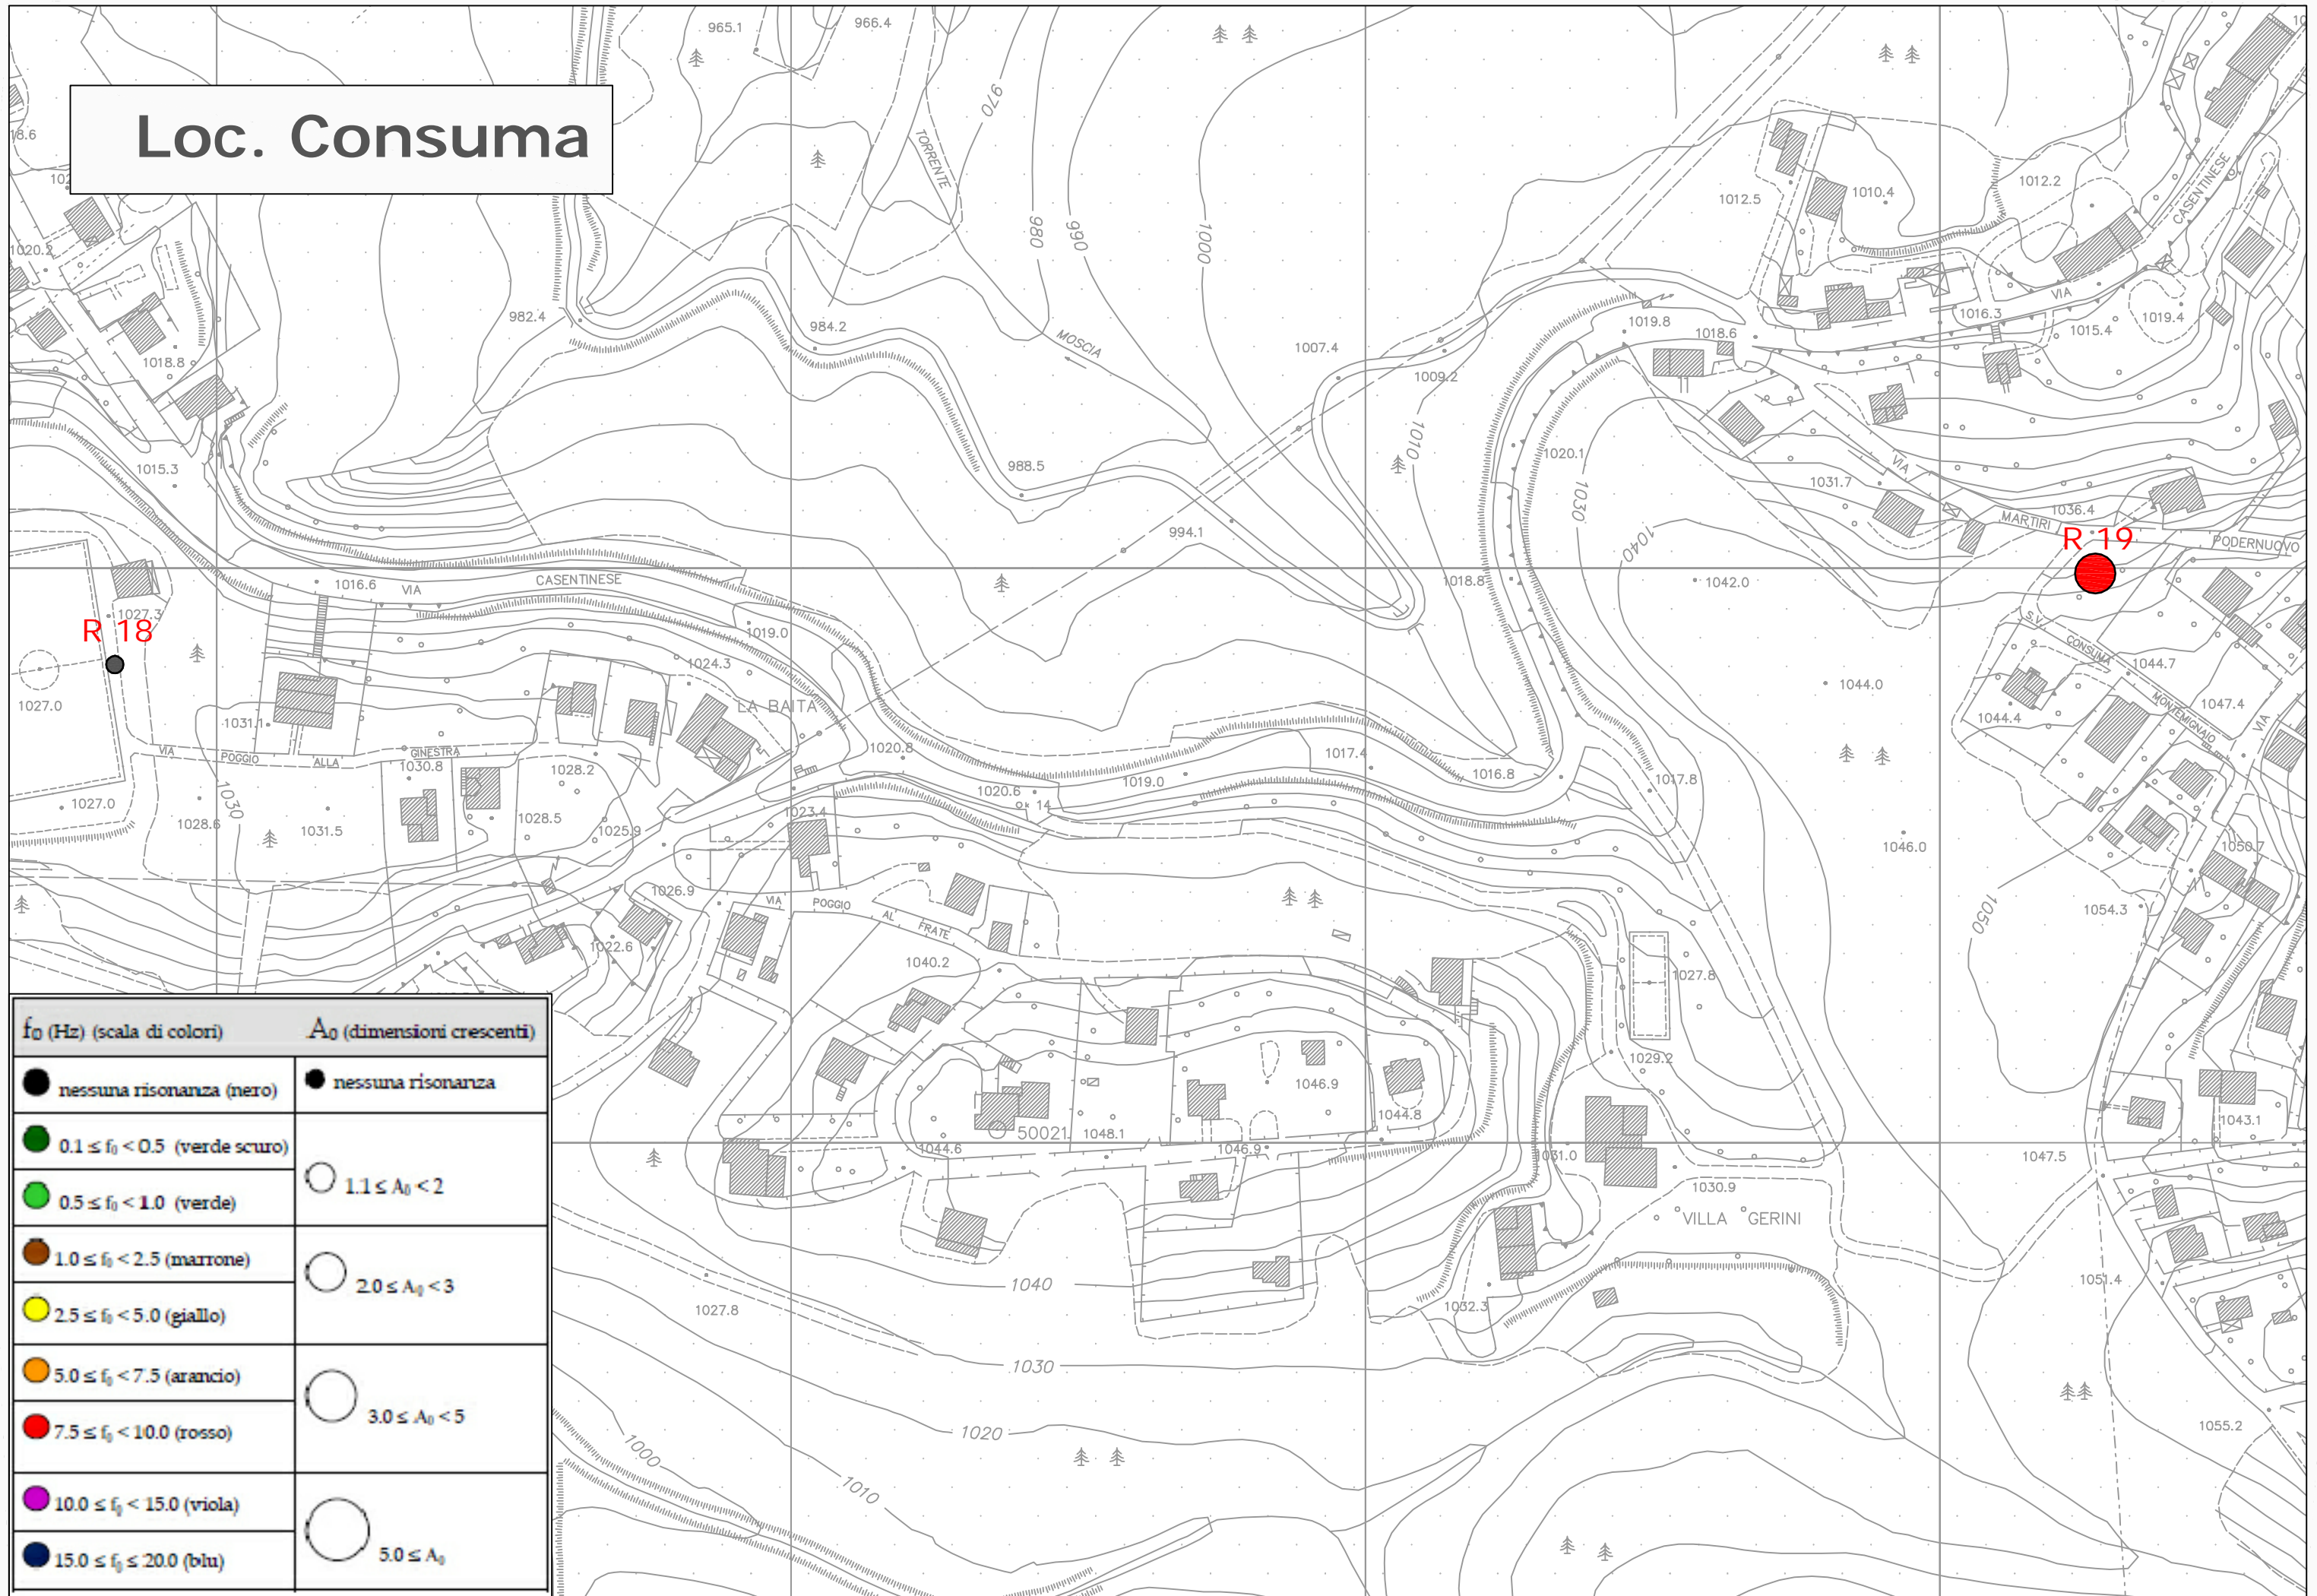 Loc. Consuma
965.1
966.4
970
TORRENTE
980
990
1000
982.4
984.2
MOSCIA
988.5
994.1
1007.4
1009.2
1010
1012.5
1010.4
1012.2
CASENTINESE
VIA
1016.3
1015.4
1019.4
1019.8
1018.6
1020.1
1030
1040
1031.7
VIA
MARTIRI
1036.4
PODERNUOVO
R 19
18.6
1020.2
1018.8
1015.3
1027.3
R 18
1027.0
1016.6
VIA
CASENTINESE
1019.0
1024.3
LA BAITA
1018.8
1042.0
1044.0
S.V.
CONSUMA
1044.7
MONTEMIGNAIO
1047.4
VIA
1044.4
1031.1
VIA
POGGIO
ALLA
GINESTRA
1030.8
1028.2
1030
1027.0
1028.6
1031.5
1028.5
1025.9
1020.8
1020.6
1019.0
1017.4
1016.8
1017.8
1023.4
1046.0
1050.7
1050
1054.3
1026.9
1022.6
VIA
POGGIO
AL
FRATE
1040.2
1027.8
1029.2
1046.9
1044.8
1043.1
50021
1048.1
1044.6
1046.9
1031.0
1047.5
1030.9
VILLA GERINI
1040
1027.8
1032.3
1051.4
1030
1020
1055.2
1000
1010
f0 (Hz) (scala di colori)
A0 (dimensioni crescenti)
nessuna risonanza (nero)
nessuna risonanza
0.1 ≤ f0 < 0.5 (verde scuro)
1.1 ≤ A0 < 2
0.5 ≤ f0 < 1.0 (verde)
1.0 ≤ f0 < 2.5 (marrone)
2.0 ≤ A0 < 3
2.5 ≤ f0 < 5.0 (giallo)
5.0 ≤ f0 < 7.5 (arancio)
3.0 ≤ A0 < 5
7.5 ≤ f0 < 10.0 (rosso)
10.0 ≤ f0 < 15.0 (viola)
5.0 ≤ A0
15.0 ≤ f0 ≤ 20.0 (blu)